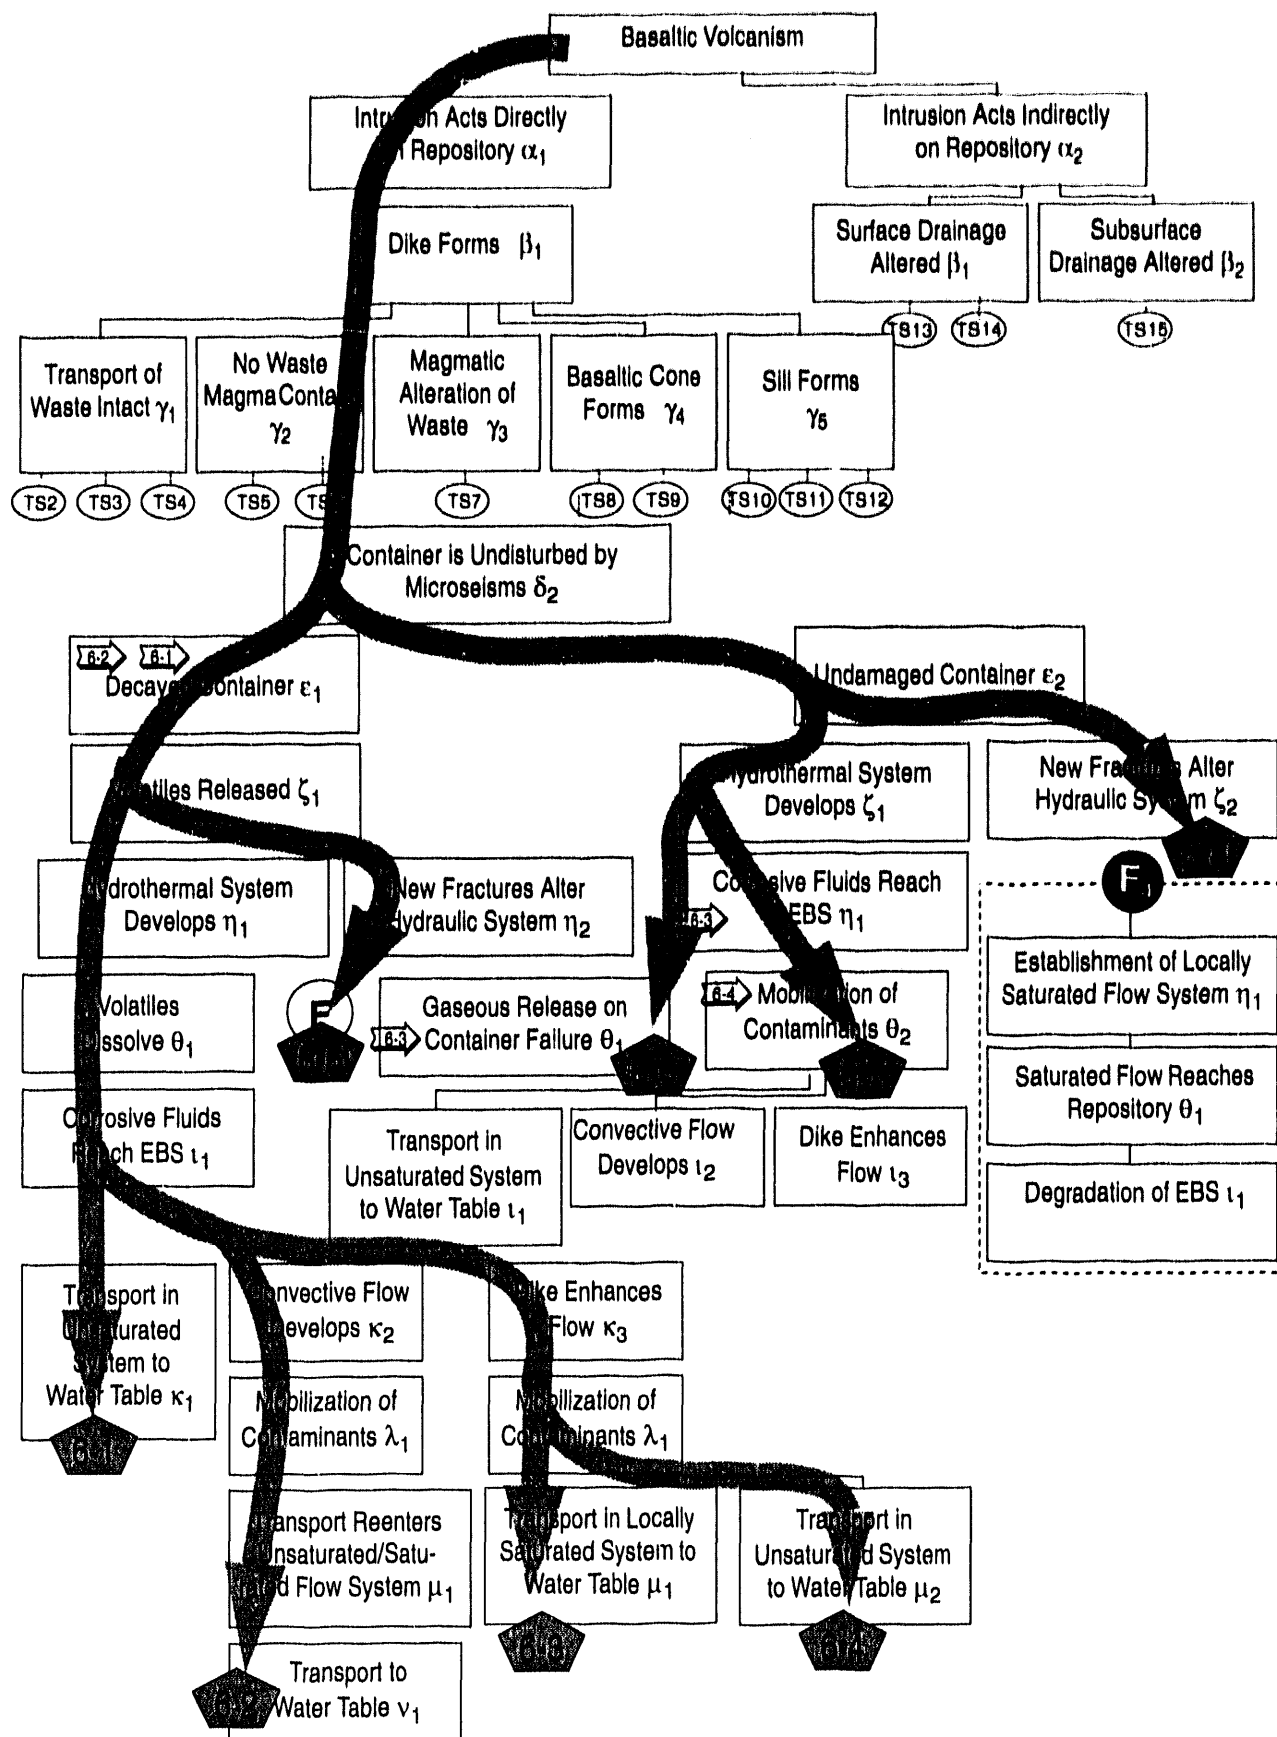 Basaltic Volcanism
Acts Directly
Repository α1
Intrusion Acts Indirectly
on Repository α2
Dike Forms β1
Surface Drainage
Altered β1
Subsurface
Drainage Altered β2
TS13
TS14
TS15
Transport of
Waste Intact γ1
No Waste
Magma
γ2
Magmatic
Alteration of
Waste γ3
Basaltic Cone
Forms γ4
Sill Forms
γ5
TS2
TS3
TS4
TS5
TS7
TS8
TS9
TS10
TS11
TS12
Container is Undisturbed by
Microseisms δ2
6-2
6-1
Container ε1
Undamaged Container ε2
Released ζ1
Hydrothermal System
Develops ζ1
New Fractures Alter
Hydraulic System ζ2
System
Develops η1
New Fractures Alter
Hydraulic System η2
Corrosive Fluids Reach
6-3
EBS η1
Establishment of Locally
Saturated Flow System η1
Volatiles
Dissolve θ1
Gaseous Release on
6-3
Container Failure θ1
6-4
Mobilization of
Contaminants θ2
Saturated Flow Reaches
Repository θ1
Corrosive Fluids
Reach EBS ι1
Transport in
Unsaturated System
to Water Table ι1
Convective Flow
Develops ι2
Dike Enhances
Flow ι3
Degradation of EBS ι1
Transport in
Unsaturated
System to
Water Table κ1
Convective Flow
Develops κ2
Dike Enhances
Flow κ3
6-1
Mobilization of
Contaminants λ1
Mobilization of
Contaminants λ1
Transport Reenters
Unsaturated/Satu-
rated Flow System μ1
Transport in Locally
Saturated System to
Water Table μ1
Transport in
Unsaturated System
to Water Table μ2
6-3
6-4
Transport to
6-2
Water Table ν1